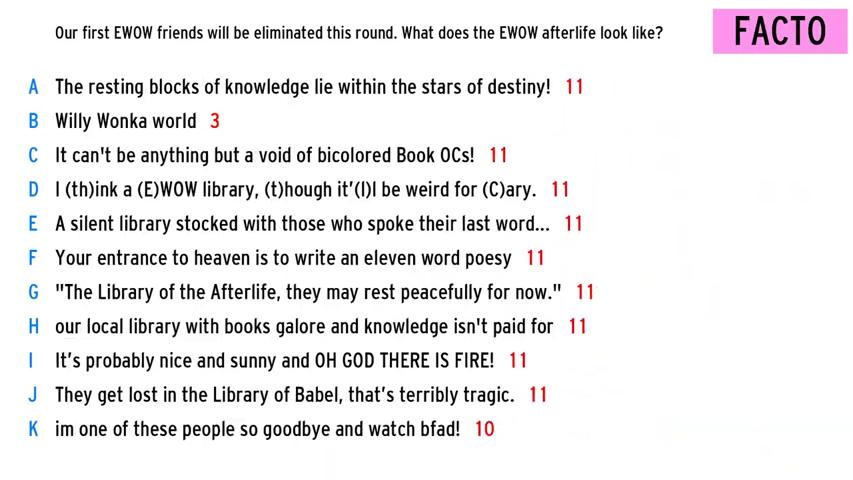 Our first EWOW friends will be eliminated this round. What does the EWOW afterlife look like?
FACTO
A The resting blocks of knowledge lie within the stars of destiny! 11
B Willy Wonka world 3
C It can't be anything but a void of bicolored Book OCs! 11
D I (th)ink a (E)WOW library, (t)hough it’(l)l be weird for (C)ary. 11
E A silent library stocked with those who spoke their last word... 11
F Your entrance to heaven is to write an eleven word poesy 11
G "The Library of the Afterlife, they may rest peacefully for now." 11
H our local library with books galore and knowledge isn't paid for 11
I It’s probably nice and sunny and OH GOD THERE IS FIRE! 11
J They get lost in the Library of Babel, that’s terribly tragic. 11
K im one of these people so goodbye and watch bfad! 10